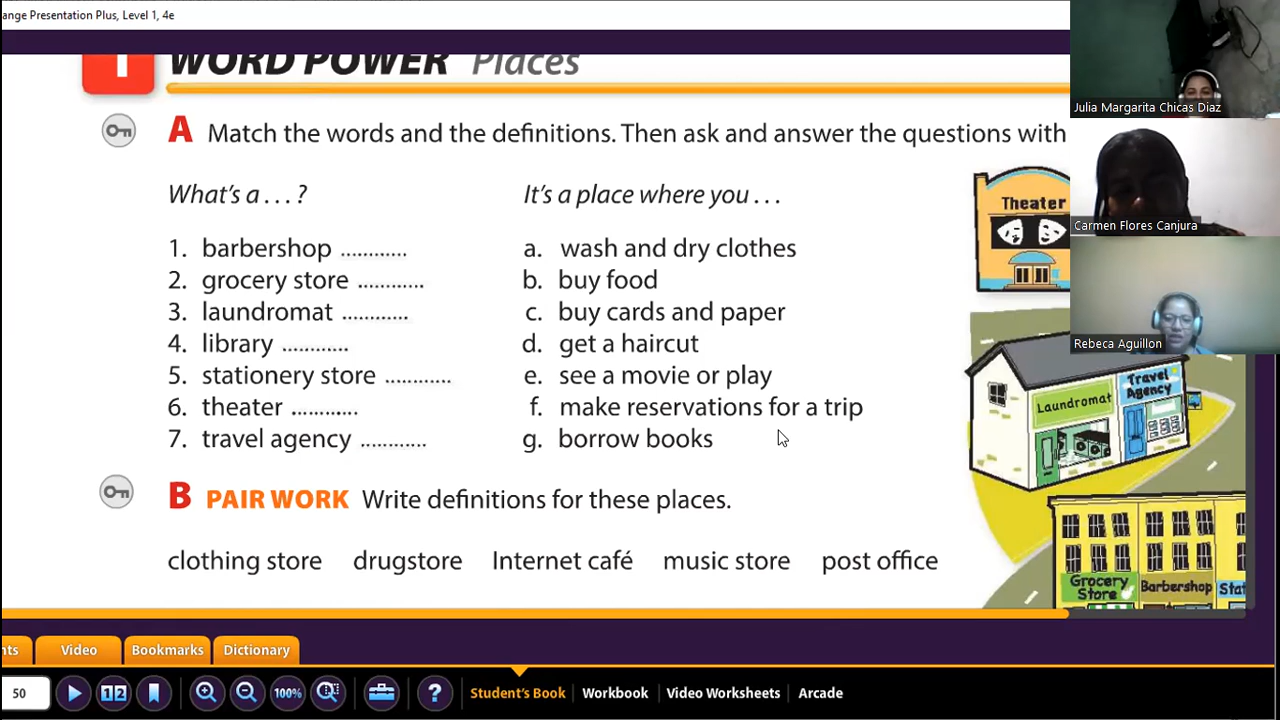 ange Presentation Plus, Level 1, 4e
1 WORD POWER Places
A Match the words and the definitions. Then ask and answer the questions with
What's a . . . ?
It's a place where you . . .
1. barbershop ............
a. wash and dry clothes
2. grocery store ............
b. buy food
3. laundromat ............
c. buy cards and paper
4. library ............
d. get a haircut
5. stationery store ............
e. see a movie or play
6. theater ............
f. make reservations for a trip
7. travel agency ............
g. borrow books
B PAIR WORK Write definitions for these places.
clothing store drugstore Internet café music store post office
Theater
Laundromat
Travel
Agency
Grocery
Store
Barbershop
Stat
Julia Margarita Chicas Diaz
Carmen Flores Canjura
Rebeca Aguillon
nts Video Bookmarks Dictionary
50 1 2 100% ? Student's Book Workbook Video Worksheets Arcade